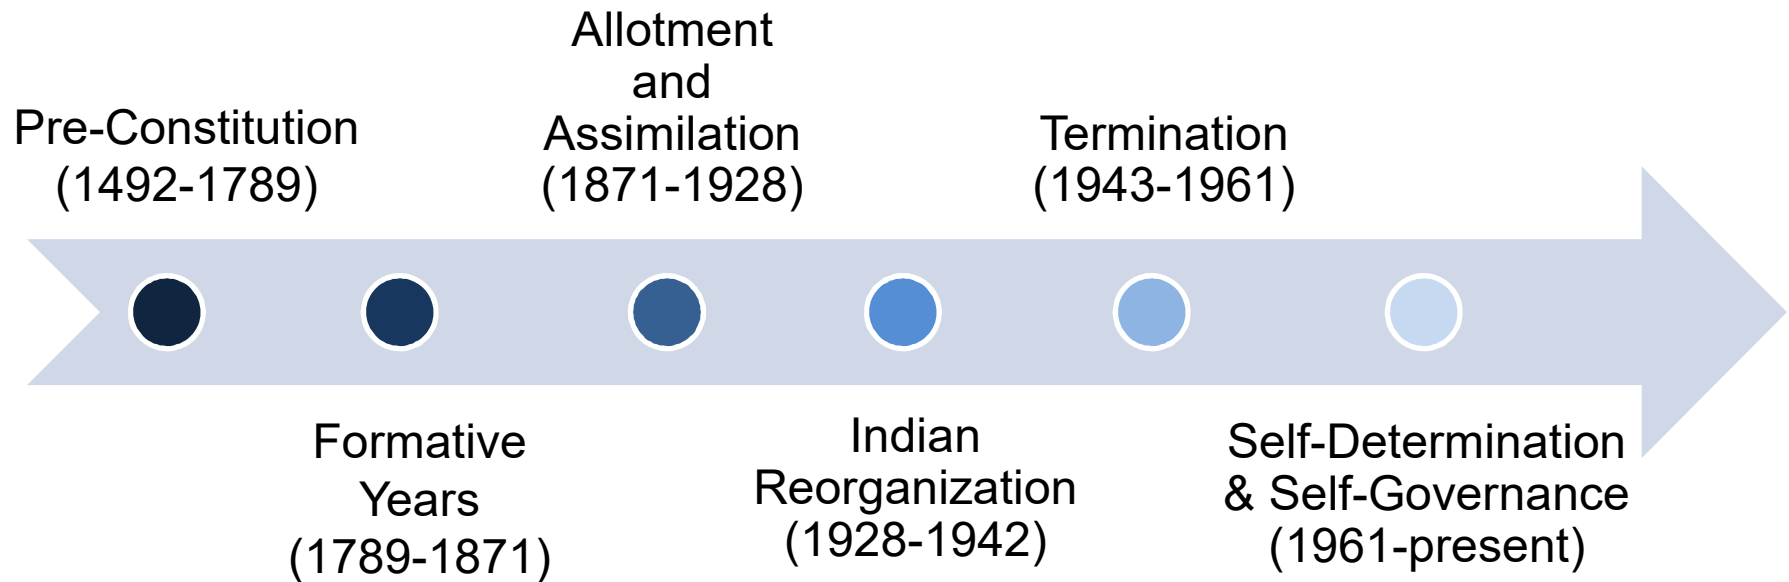 Pre-Constitution
(1492-1789)
Formative
Years
(1789-1871)
Allotment
and
Assimilation
(1871-1928)
Indian
Reorganization
(1928-1942)
Termination
(1943-1961)
Self-Determination
& Self-Governance
(1961-present)